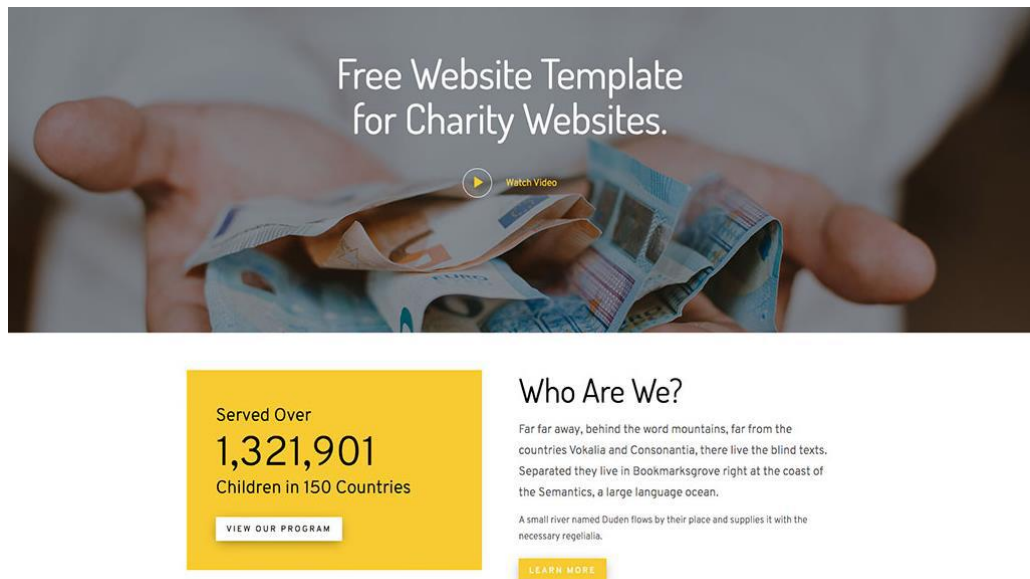 Free Website Template
for Charity Websites.
Watch Video
EURO
Served Over
1,321,901
Children in 150 Countries
VIEW OUR PROGRAM
Who Are We?
Far far away, behind the word mountains, far from the
countries Vokalia and Consonantia, there live the blind texts.
Separated they live in Bookmarksgrove right at the coast of
the Semantics, a large language ocean.
A small river named Duden flows by their place and supplies it with the
necessary regelialia.
LEARN MORE